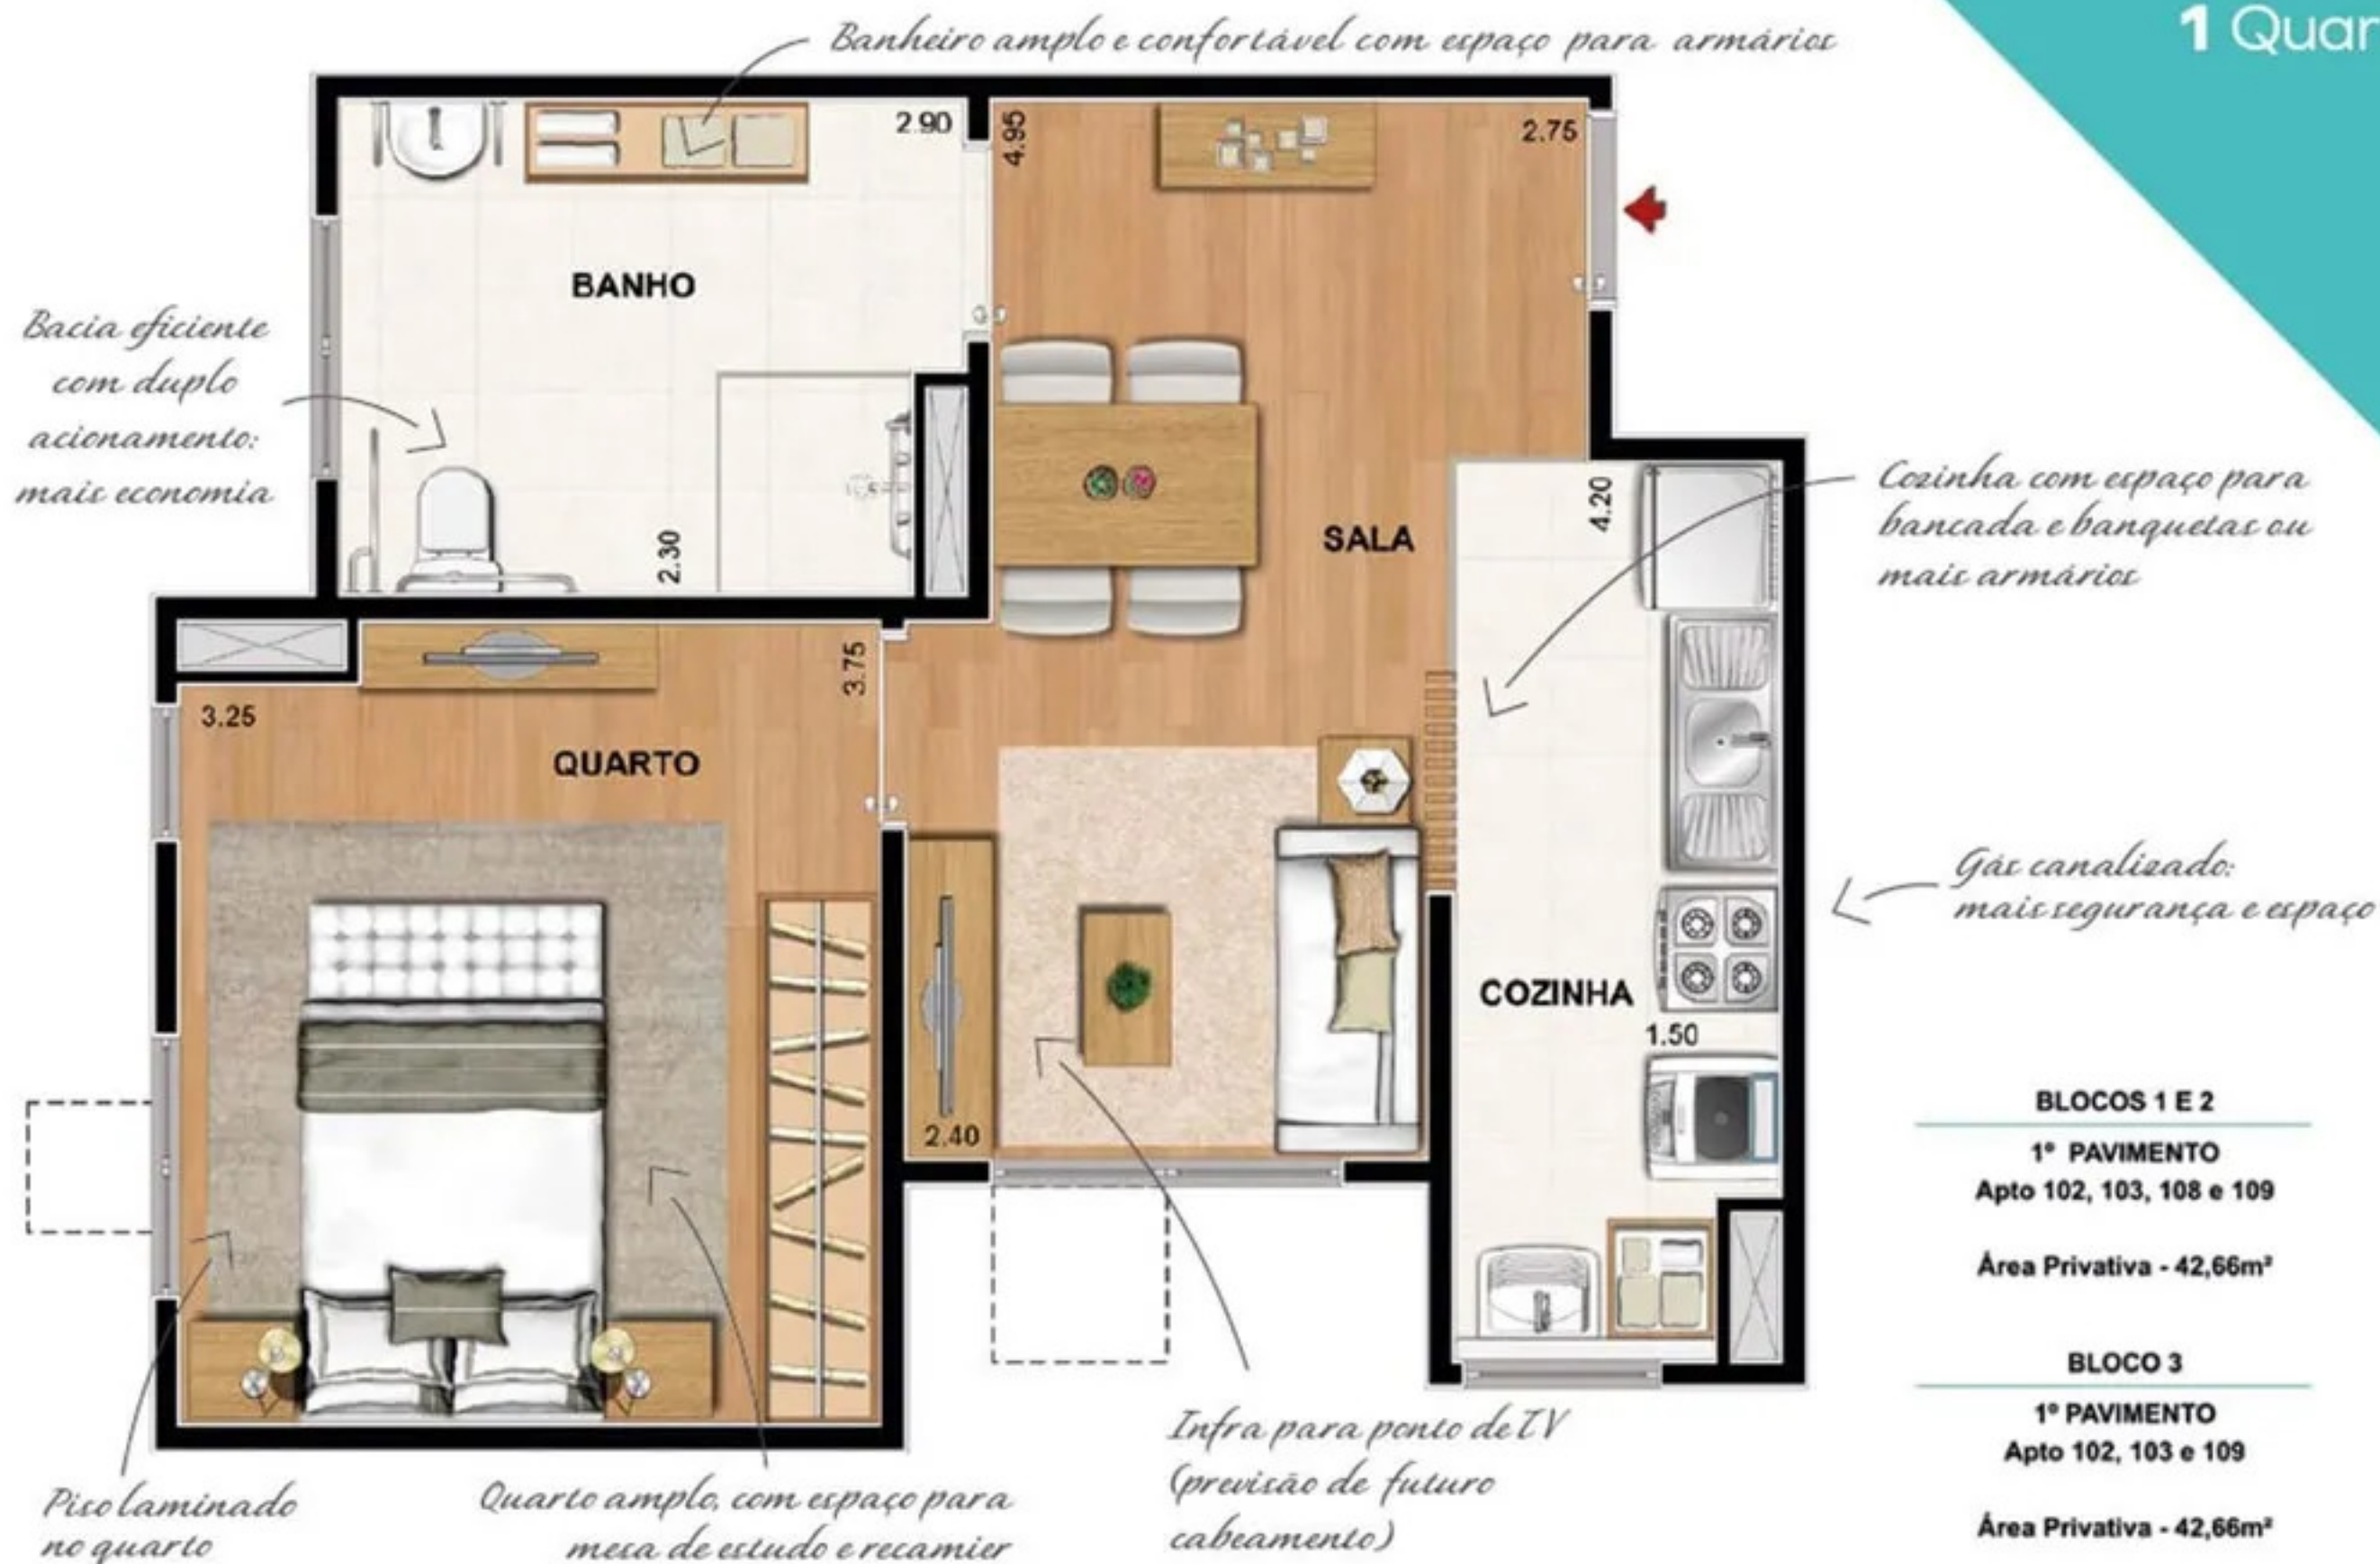 Banheiro amplo e confortável com espaço para armários
1 Quar
2.90
4.95
2.75
BANHO
Bacia eficiente
com duplo
acionamento:
mais economia
2.30
SALA
4.20
Cozinha com espaço para
bancada e banquetas ou
mais armários
3.75
3.25
QUARTO
Gás canalizado:
mais segurança e espaço
COZINHA
1.50
2.40
BLOCOS 1 E 2
1º PAVIMENTO
Apto 102, 103, 108 e 109
Área Privativa - 42,66m²
BLOCO 3
1º PAVIMENTO
Apto 102, 103 e 109
Área Privativa - 42,66m²
Infra para ponto de TV
(previsão de futuro
cabeamento)
Piso laminado
no quarto
Quarto amplo, com espaço para
mesa de estudo e recamier